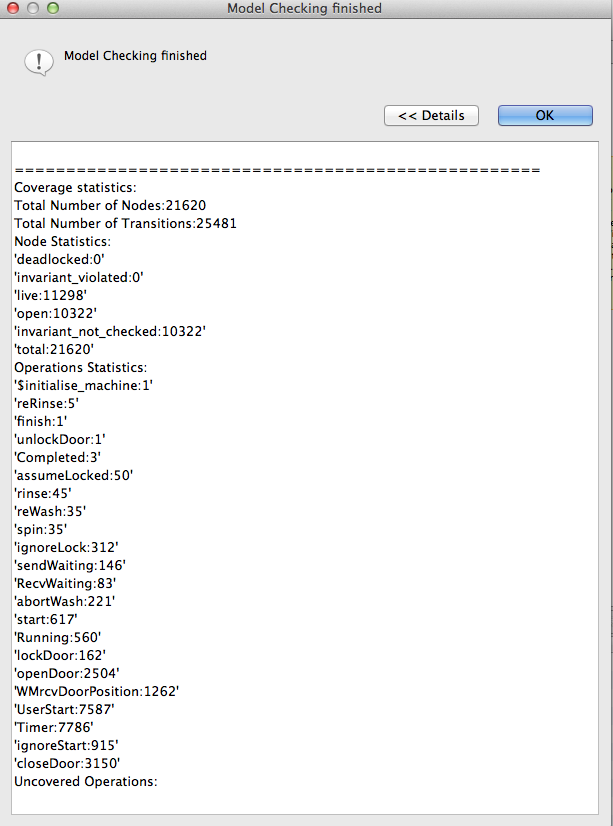 Model Checking finished
Model Checking finished
<< Details
OK
===================================================
Coverage statistics:
Total Number of Nodes:21620
Total Number of Transitions:25481
Node Statistics:
'deadlocked:0'
'invariant_violated:0'
'live:11298'
'open:10322'
'invariant_not_checked:10322'
'total:21620'
Operations Statistics:
'$initialise_machine:1'
'reRinse:5'
'finish:1'
'unlockDoor:1'
'Completed:3'
'assumeLocked:50'
'rinse:45'
'reWash:35'
'spin:35'
'ignoreLock:312'
'sendWaiting:146'
'RecvWaiting:83'
'abortWash:221'
'start:617'
'Running:560'
'lockDoor:162'
'openDoor:2504'
'WMrcvDoorPosition:1262'
'UserStart:7587'
'Timer:7786'
'ignoreStart:915'
'closeDoor:3150'
Uncovered Operations: